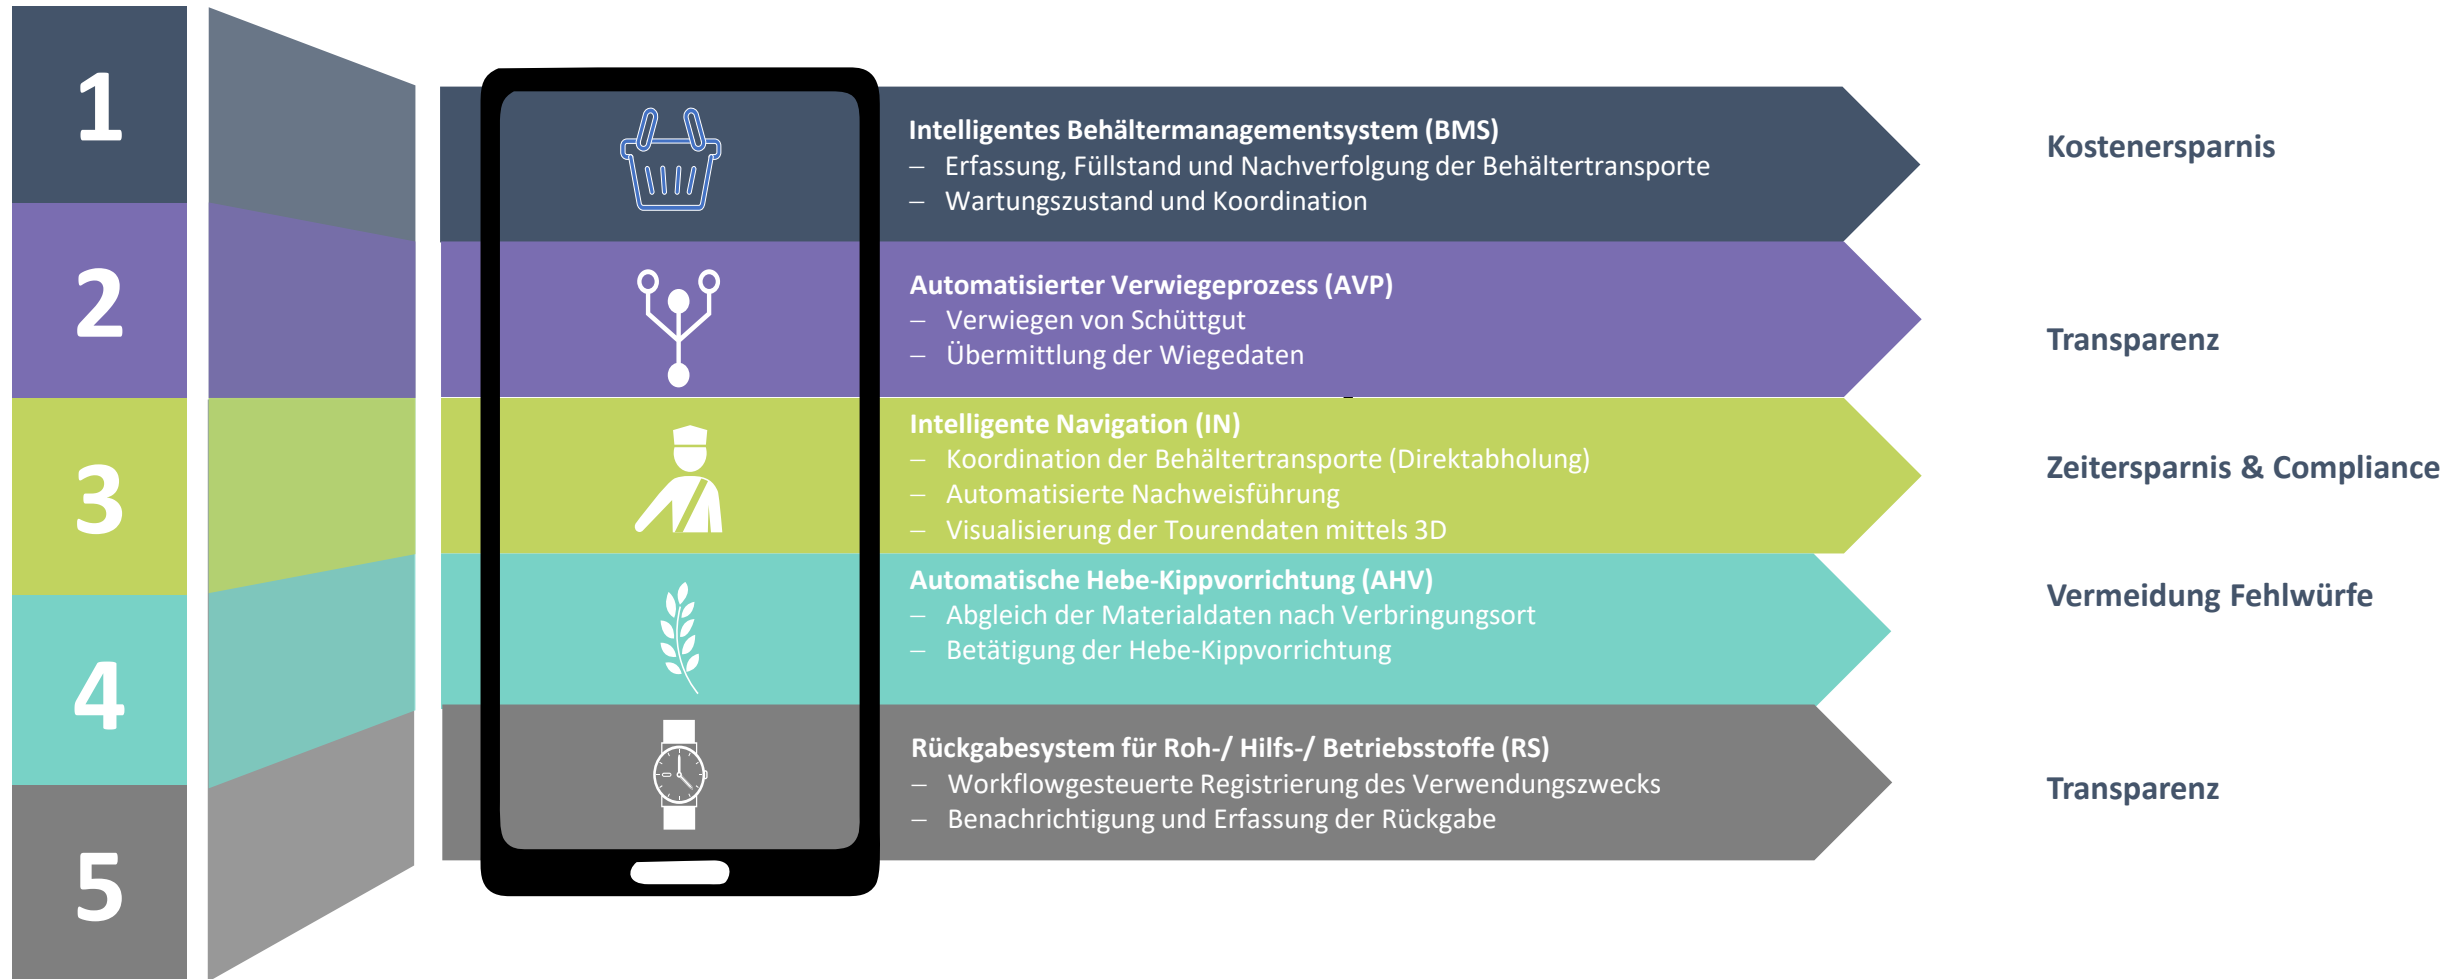 1
Intelligentes Behältermanagementsystem (BMS)
– Erfassung, Füllstand und Nachverfolgung der Behältertransporte
– Wartungszustand und Koordination
Kostenersparnis
2
Automatisierter Verwiegeprozess (AVP)
– Verwiegen von Schüttgut
– Übermittlung der Wiegedaten
Transparenz
3
Intelligente Navigation (IN)
– Koordination der Behältertransporte (Direktabholung)
– Automatisierte Nachweisführung
– Visualisierung der Tourendaten mittels 3D
Zeitersparnis & Compliance
4
Automatische Hebe-Kippvorrichtung (AHV)
– Abgleich der Materialdaten nach Verbringungsort
– Betätigung der Hebe-Kippvorrichtung
Vermeidung Fehlwürfe
5
Rückgabesystem für Roh-/ Hilfs-/ Betriebsstoffe (RS)
– Workflowgesteuerte Registrierung des Verwendungszwecks
– Benachrichtigung und Erfassung der Rückgabe
Transparenz